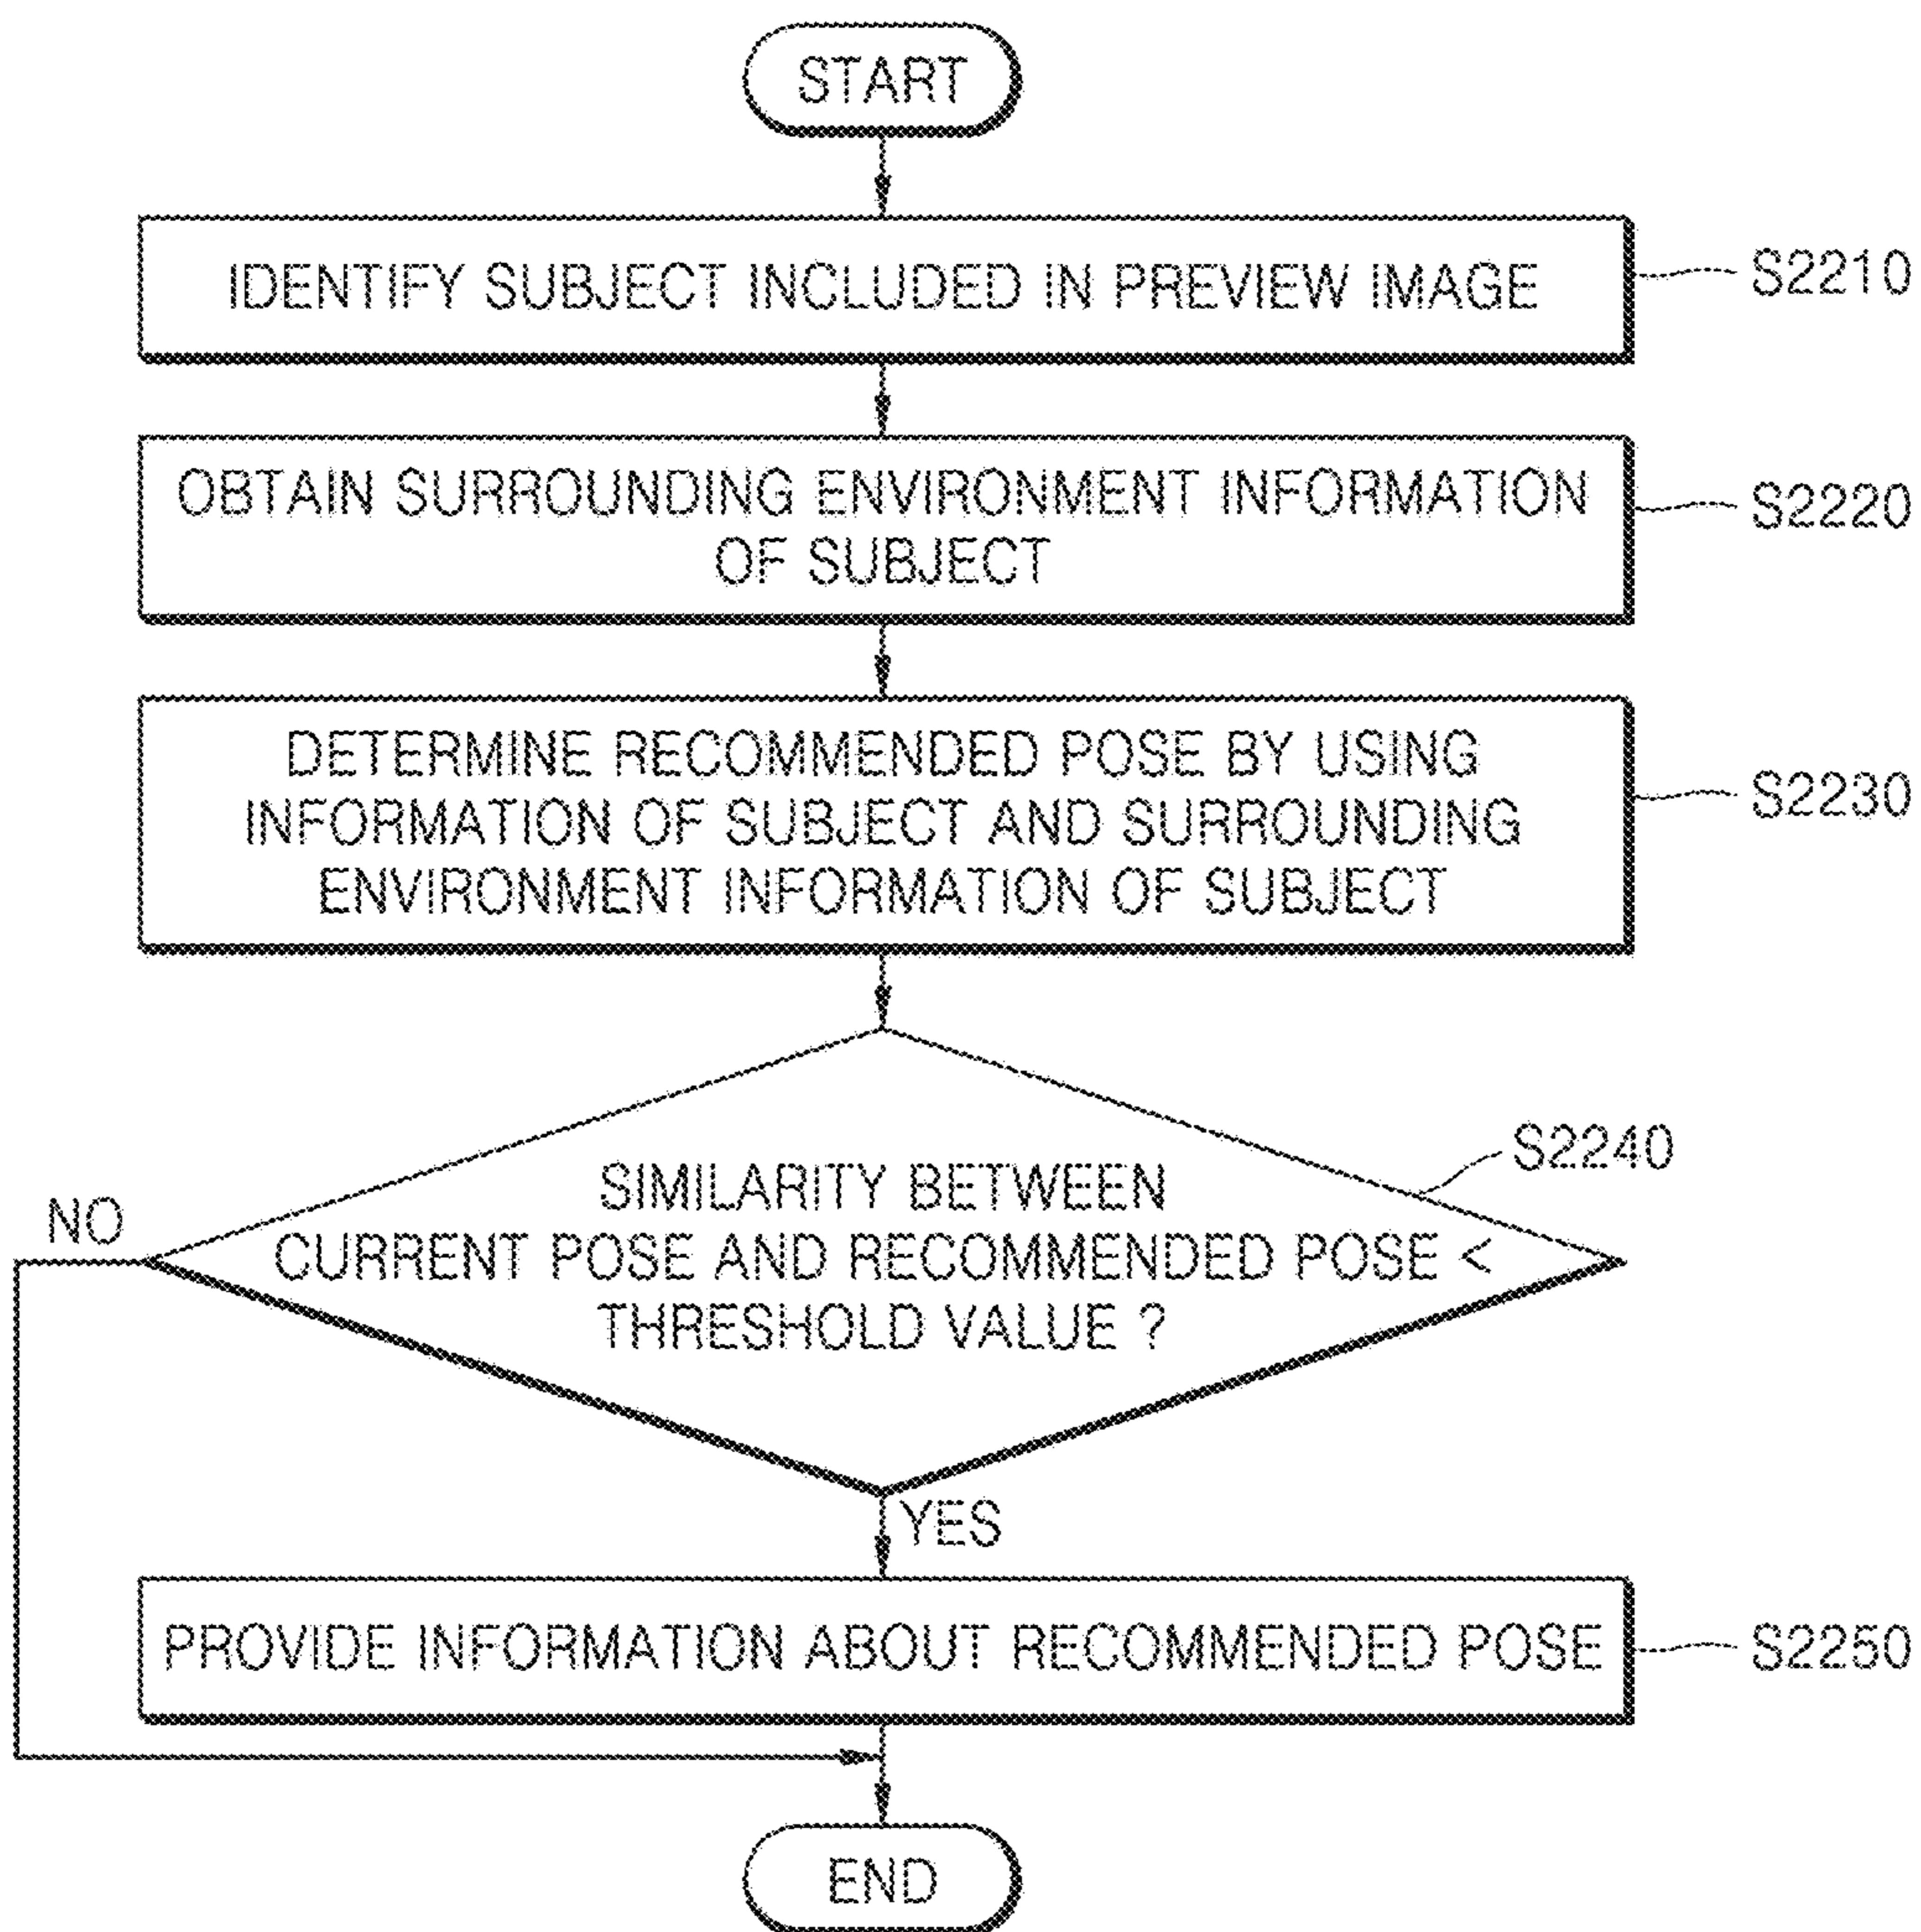 START
IDENTIFY SUBJECT INCLUDED IN PREVIEW IMAGE
S2210
OBTAIN SURROUNDING ENVIRONMENT INFORMATION
OF SUBJECT
S2220
DETERMINE RECOMMENDED POSE BY USING
INFORMATION OF SUBJECT AND SURROUNDING
ENVIRONMENT INFORMATION OF SUBJECT
S2230
SIMILARITY BETWEEN
CURRENT POSE AND RECOMMENDED POSE <
THRESHOLD VALUE ?
S2240
NO
YES
PROVIDE INFORMATION ABOUT RECOMMENDED POSE
S2250
END